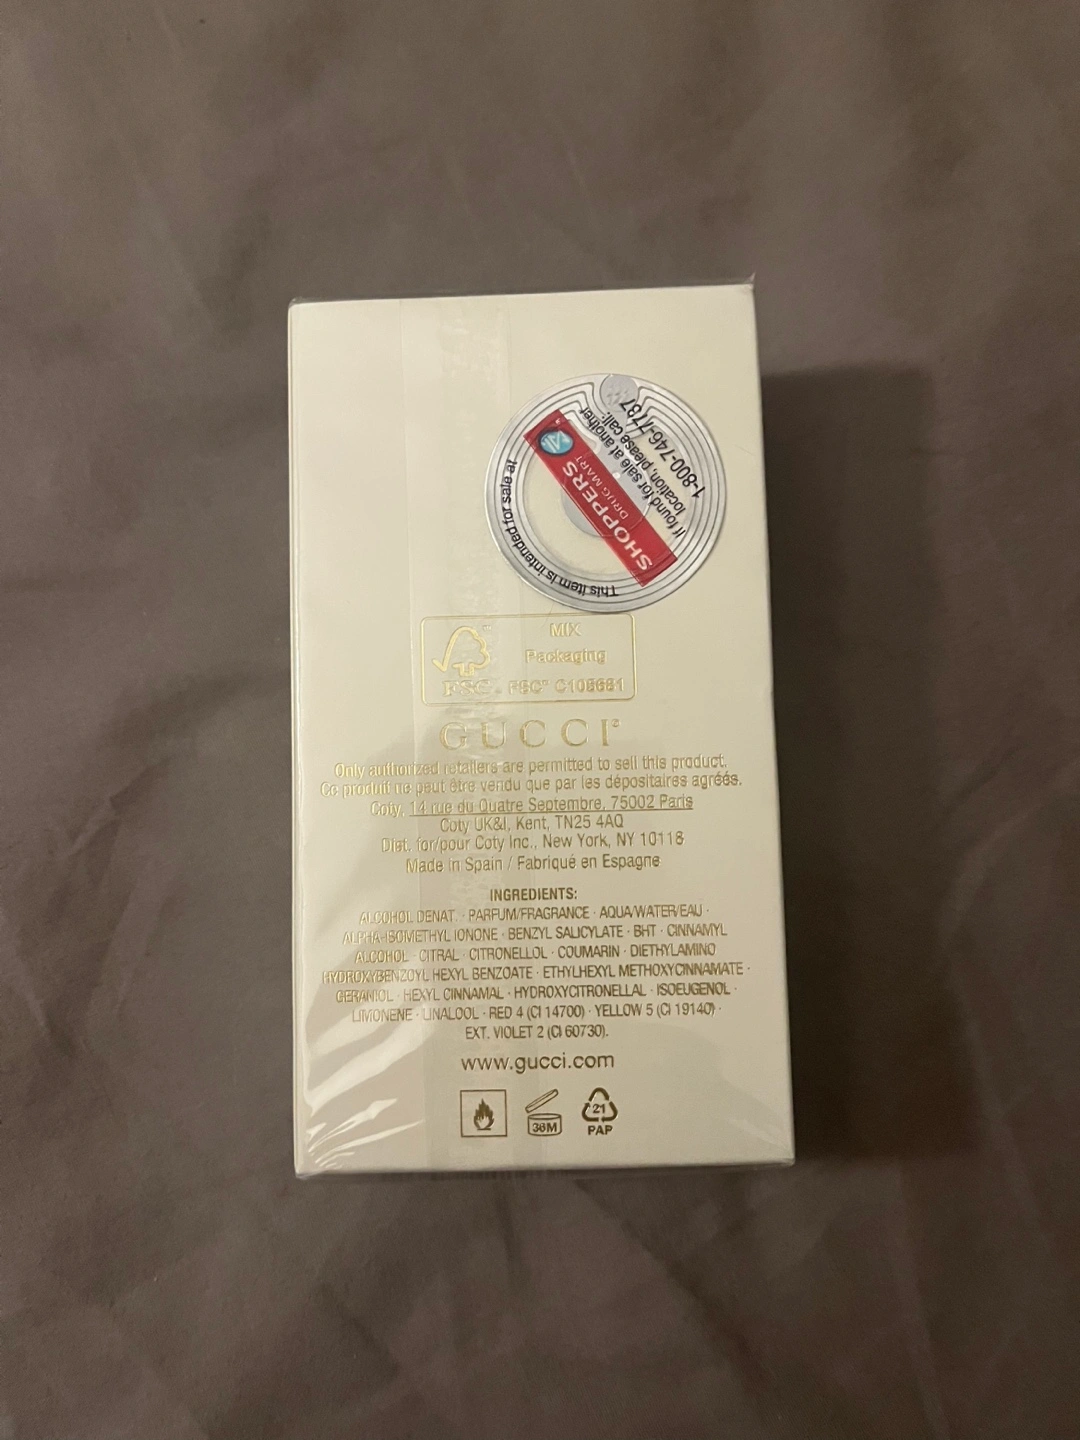 This item is intended for sale at
SHOPPERS
DRUG MART
If found for sale at another
location, please call:
1-800-746-7737
MIX
Packaging
FSC™ FSC® C108681
GUCCI®
Only authorized retailers are permitted to sell this product.
Ce produit ne peut être vendu que par les dépositaires agréés.
Coty, 14 rue du Quatre Septembre, 75002 Paris
Coty UK&I, Kent, TN25 4AQ
Dist. for/pour Coty Inc., New York, NY 10118
Made in Spain / Fabriqué en Espagne
INGREDIENTS:
ALCOHOL DENAT. · PARFUM/FRAGRANCE · AQUA/WATER/EAU ·
ALPHA-ISOMETHYL IONONE · BENZYL SALICYLATE · BHT · CINNAMYL
ALCOHOL · CITRAL · CITRONELLOL · COUMARIN · DIETHYLAMINO
HYDROXYBENZOYL HEXYL BENZOATE · ETHYLHEXYL METHOXYCINNAMATE ·
GERANIOL · HEXYL CINNAMAL · HYDROXYCITRONELLAL · ISOEUGENOL ·
LIMONENE · LINALOOL · RED 4 (CI 14700) · YELLOW 5 (CI 19140) ·
EXT. VIOLET 2 (CI 60730).
www.gucci.com
36M
21
PAP